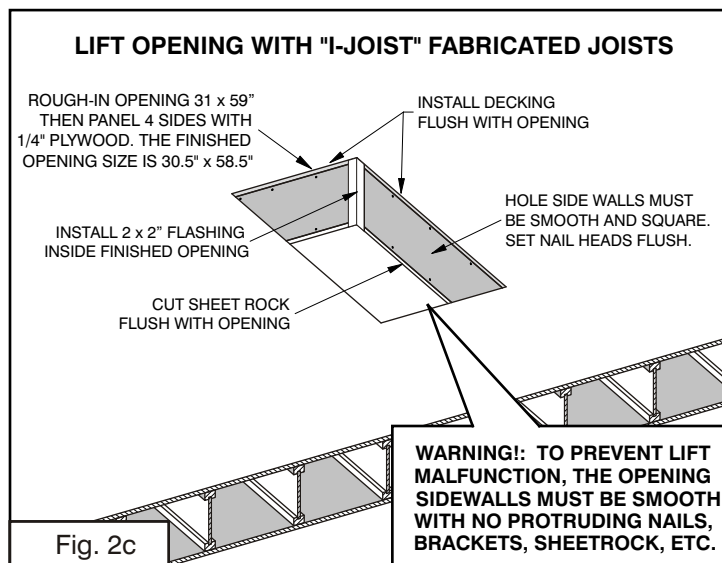 LIFT OPENING WITH "I-JOIST" FABRICATED JOISTS
ROUGH-IN OPENING 31 x 59”
THEN PANEL 4 SIDES WITH
1/4" PLYWOOD. THE FINISHED
OPENING SIZE IS 30.5" x 58.5"
INSTALL DECKING
FLUSH WITH OPENING
HOLE SIDE WALLS MUST
BE SMOOTH AND SQUARE.
SET NAIL HEADS FLUSH.
INSTALL 2 x 2” FLASHING
INSIDE FINISHED OPENING
CUT SHEET ROCK
FLUSH WITH OPENING
WARNING!: TO PREVENT LIFT
MALFUNCTION, THE OPENING
SIDEWALLS MUST BE SMOOTH
WITH NO PROTRUDING NAILS,
BRACKETS, SHEETROCK, ETC.
Fig. 2c